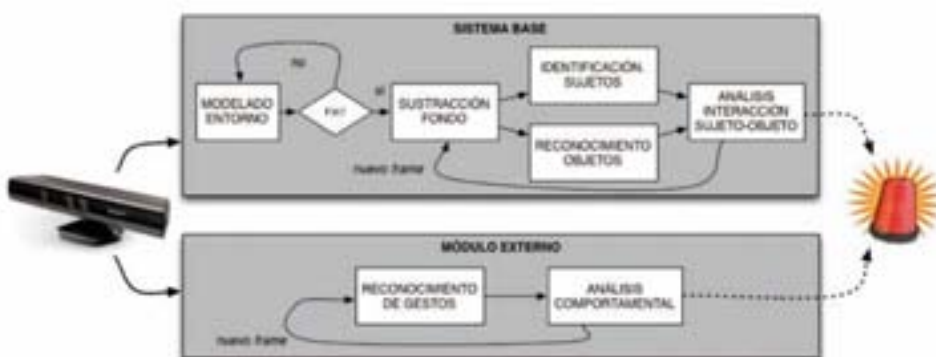 SISTEMA BASE
no
MODELADO
ENTORNO
Fin?
sí
SUSTRACCIÓN
FONDO
IDENTIFICACIÓN
SUJETOS
RECONOCIMIENTO
OBJETOS
ANÁLISIS
INTERACCIÓN
SUJETO-OBJETO
nuevo frame
MÓDULO EXTERNO
RECONOCIMIENTO
DE GESTOS
ANÁLISIS
COMPORTAMENTAL
nuevo frame